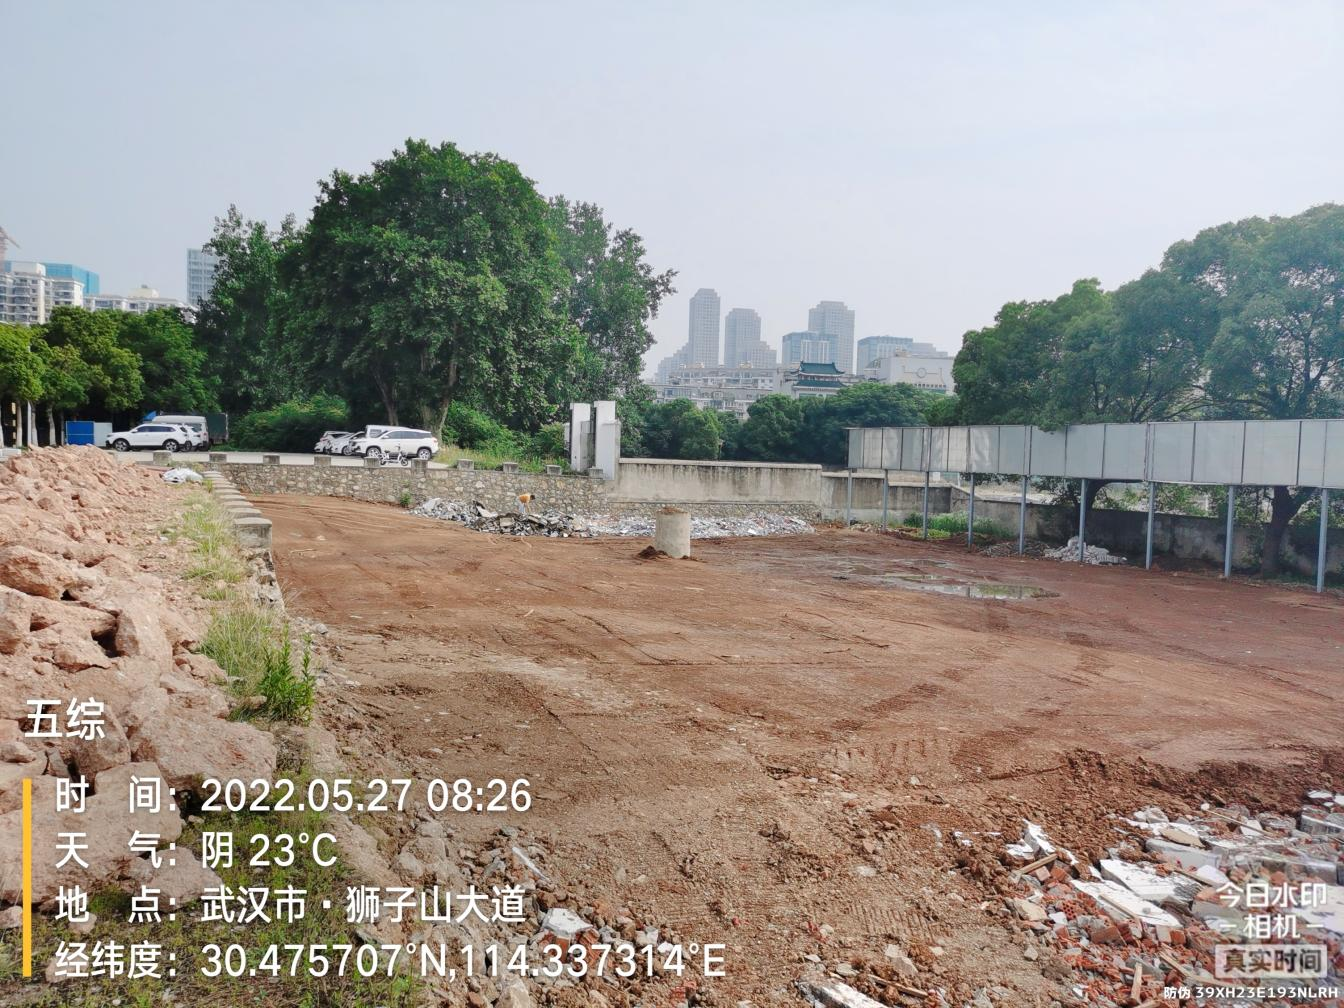 五综
时 间：2022.05.27 08:26
天 气：阴 23℃
地 点：武汉市·狮子山大道
经纬度：30.475707°N,114.337314°E
今日水印
-相机-
真实时间
防伪 39XH23E193NLRH